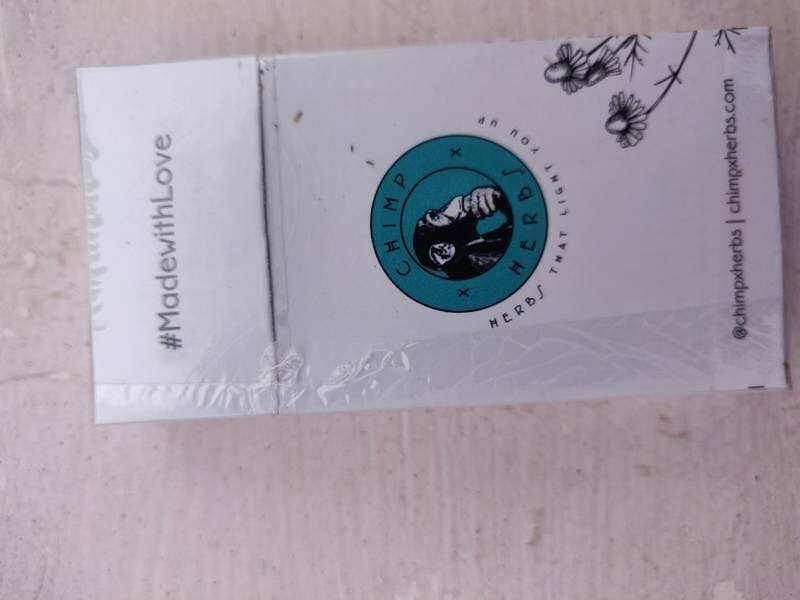 #MadewithLove
CHIMP
X
HERBS
X
HERBS THAT LIGHT YOU UP
@chimpxherbs | chimpxherbs.com